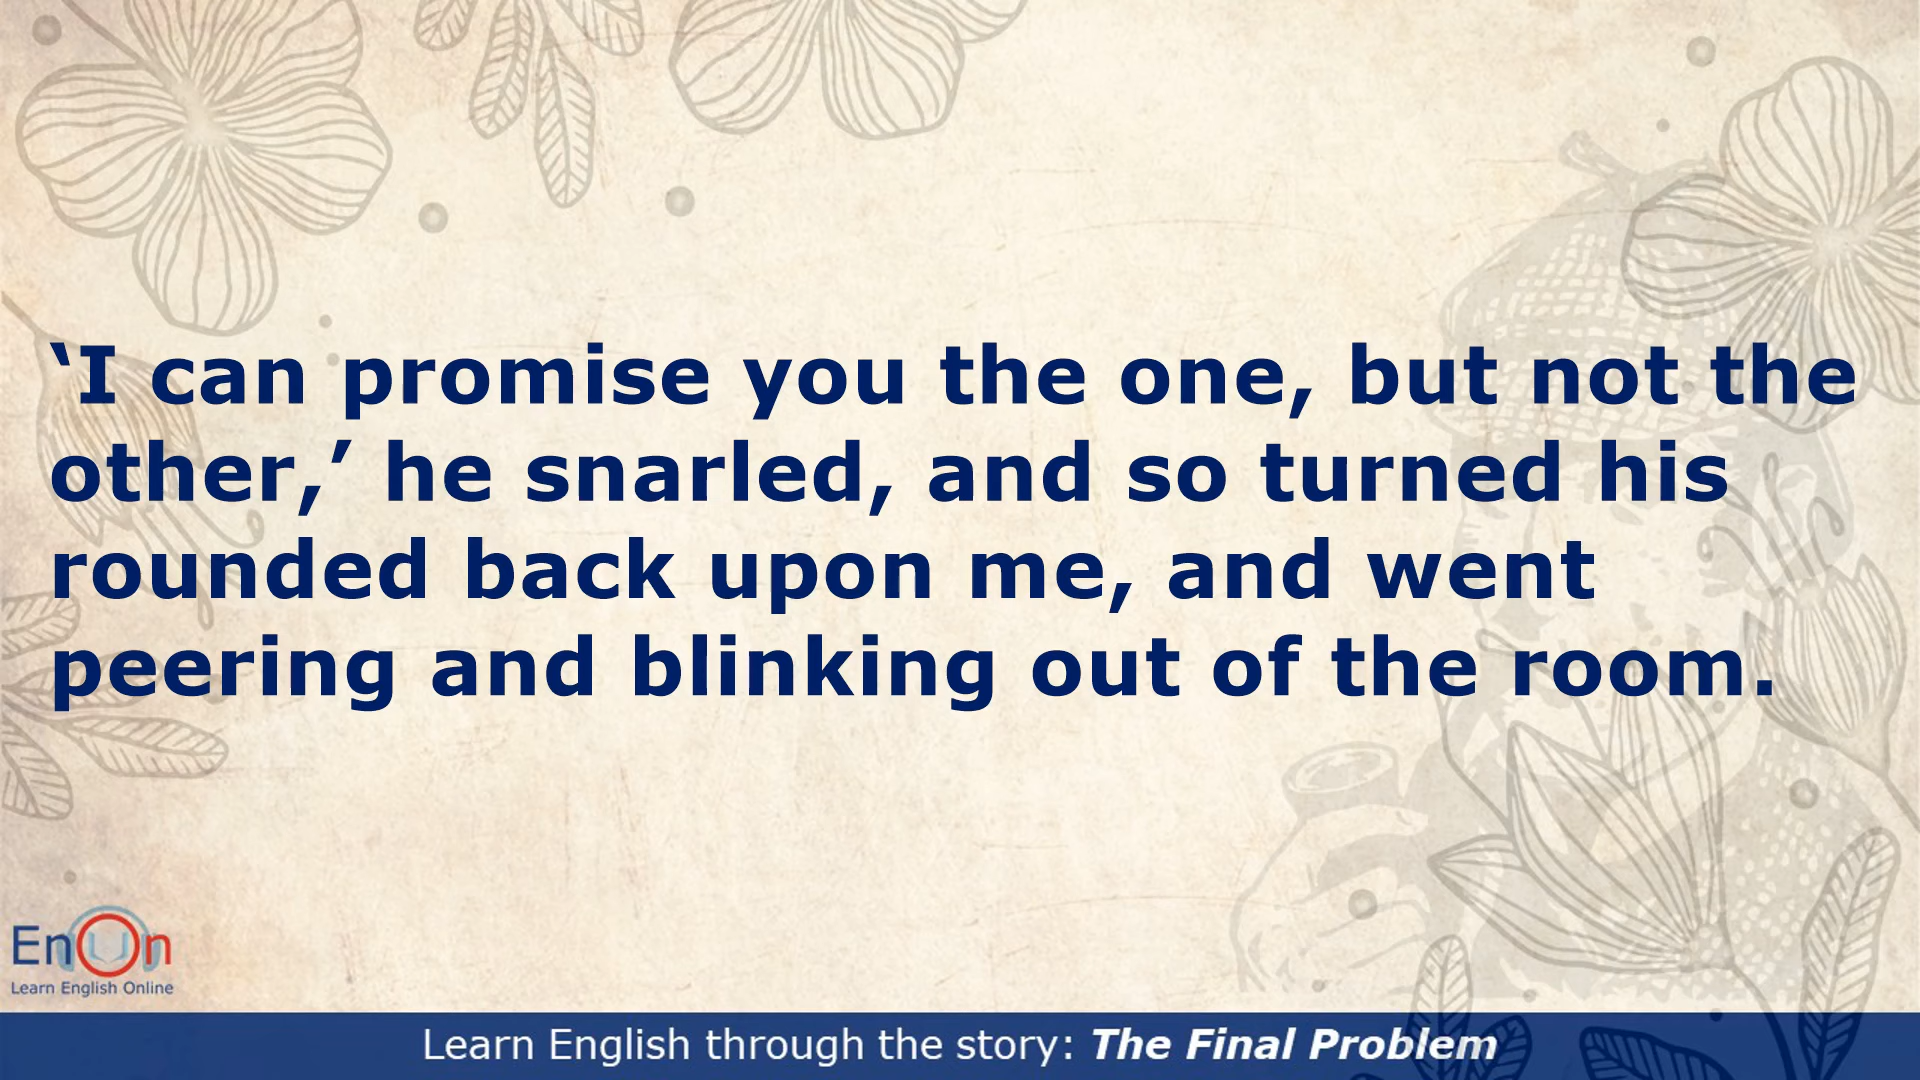 ‘I can promise you the one, but not the
other,’ he snarled, and so turned his
rounded back upon me, and went
peering and blinking out of the room.
EnOn
Learn English Online
Learn English through the story: The Final Problem